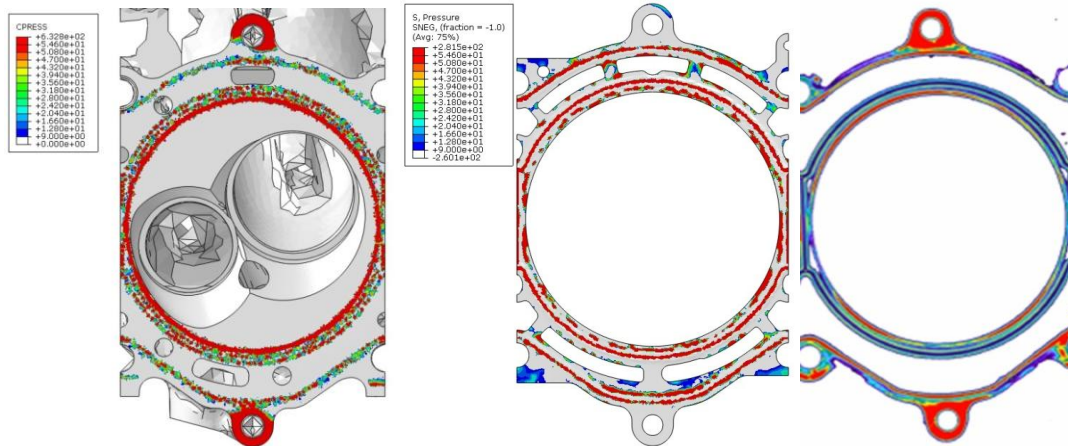 CPRESS
+6.328e+02
+5.460e+01
+5.080e+01
+4.700e+01
+4.320e+01
+3.940e+01
+3.560e+01
+3.180e+01
+2.800e+01
+2.420e+01
+2.040e+01
+1.660e+01
+1.280e+01
+9.000e+00
+0.000e+00
S, Pressure
SNEG, (fraction = -1.0)
(Avg: 75%)
+2.815e+02
+5.460e+01
+5.080e+01
+4.700e+01
+4.320e+01
+3.940e+01
+3.560e+01
+3.180e+01
+2.800e+01
+2.420e+01
+2.040e+01
+1.660e+01
+1.280e+01
+9.000e+00
-2.601e+02